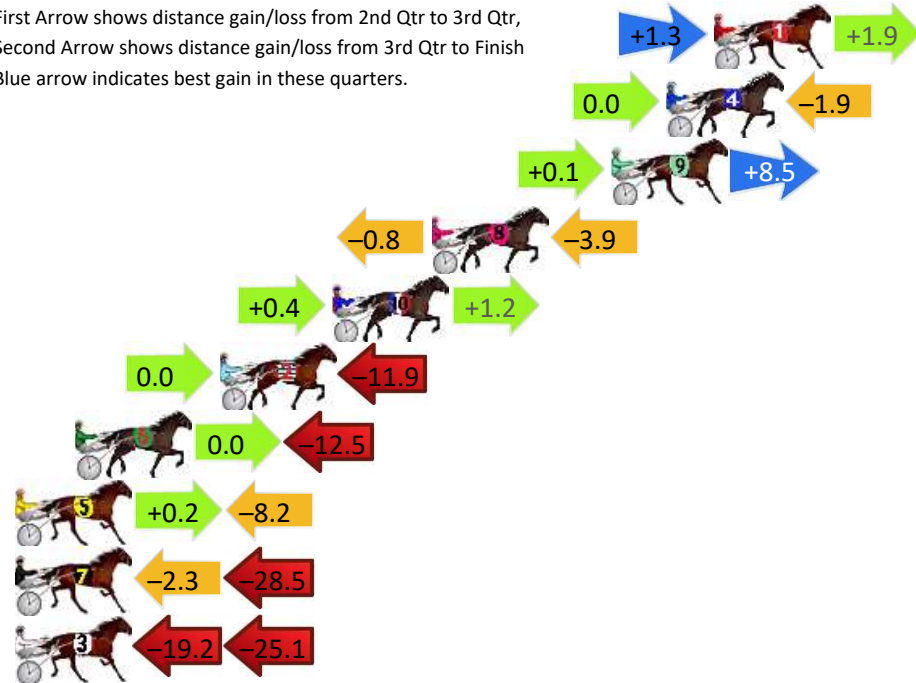 First Arrow shows distance gain/loss from 2nd Qtr to 3rd Qtr,
Second Arrow shows distance gain/loss from 3rd Qtr to Finish
Blue arrow indicates best gain in these quarters.
+1.3 1 +1.9
0.0 4 –1.9
+0.1 9 +8.5
–0.8 8 –3.9
+0.4 10 +1.2
0.0 2 –11.9
6 0.0 –12.5
5 +0.2 –8.2
7 –2.3 –28.5
3 –19.2 –25.1